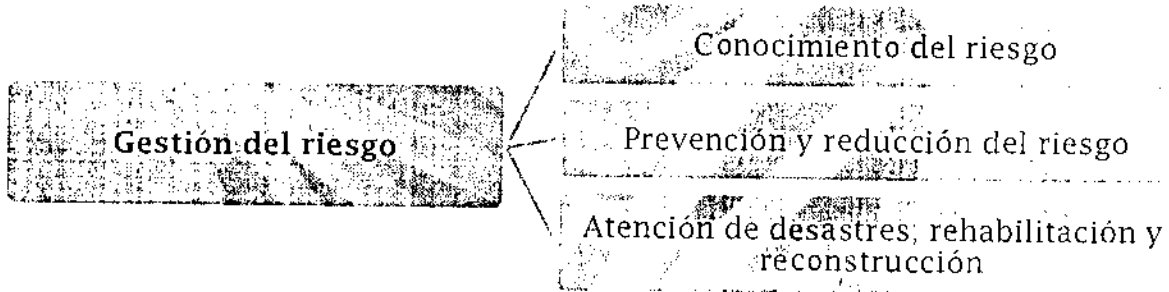 Conocimiento del riesgo
Gestión del riesgo
Prevención y reducción del riesgo
Atención de desastres, rehabilitación y
reconstrucción